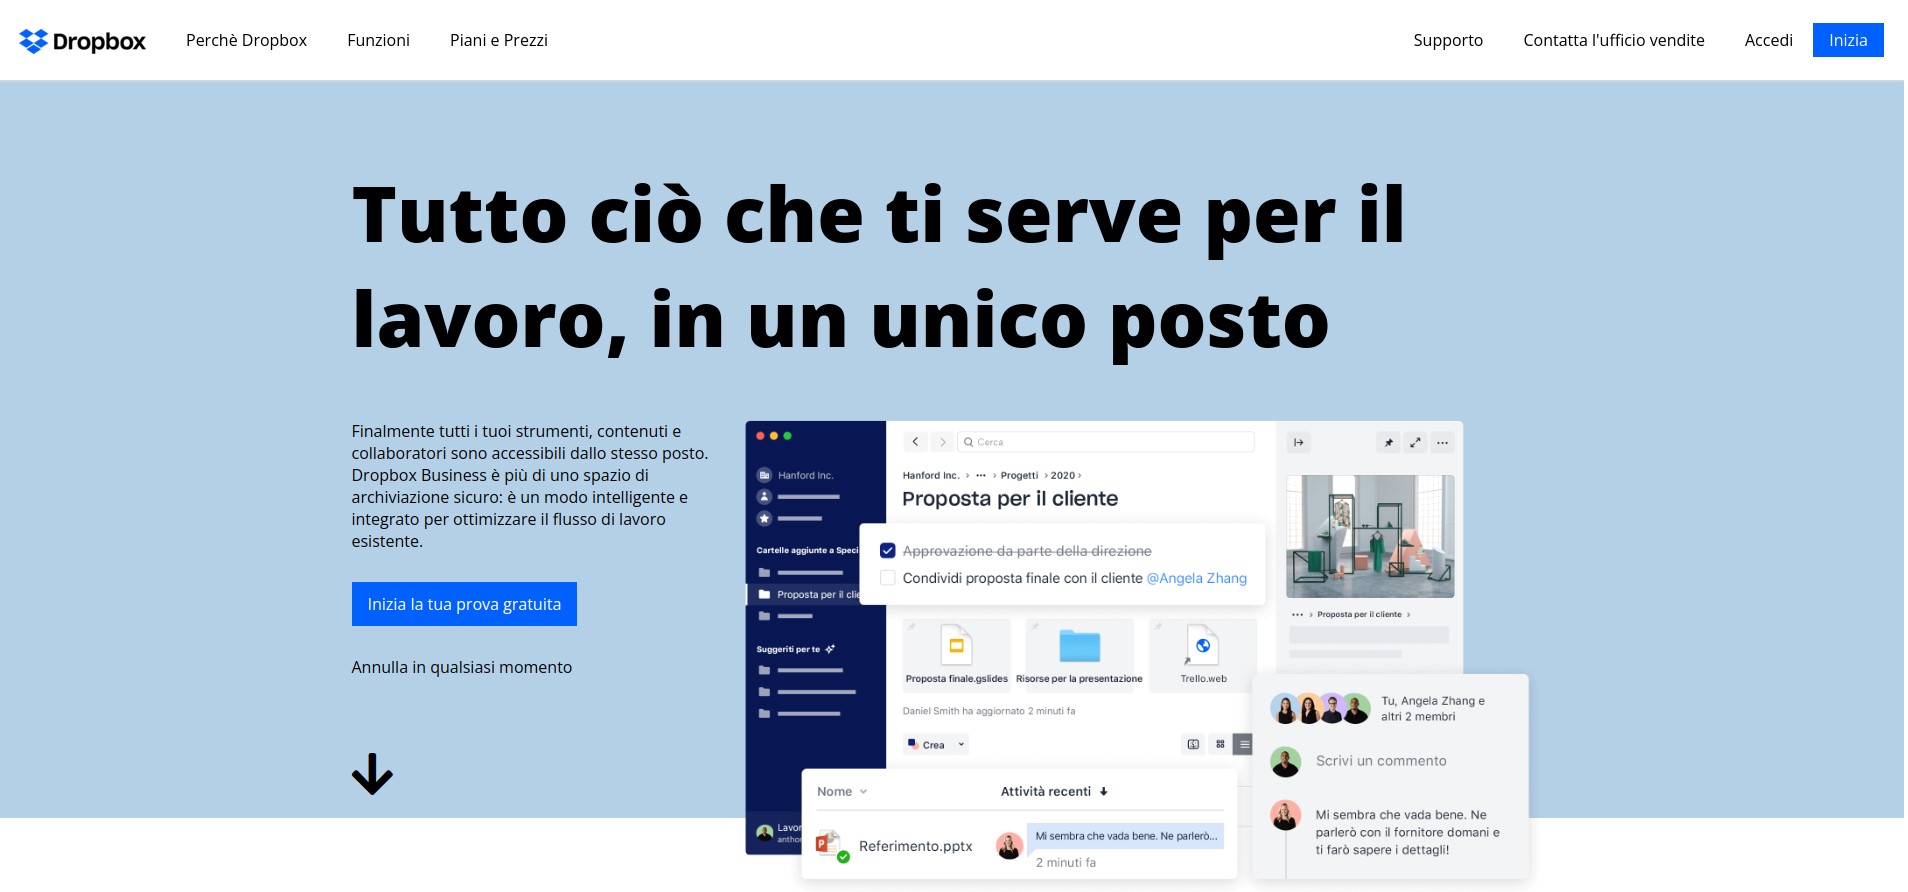 Dropbox
Perchè Dropbox
Funzioni
Piani e Prezzi
Supporto
Contatta l'ufficio vendite
Accedi
Inizia
Tutto ciò che ti serve per il
lavoro, in un unico posto
Finalmente tutti i tuoi strumenti, contenuti e
collaboratori sono accessibili dallo stesso posto.
Dropbox Business è più di uno spazio di
archiviazione sicuro: è un modo intelligente e
integrato per ottimizzare il flusso di lavoro
esistente.
Inizia la tua prova gratuita
Annulla in qualsiasi momento
Hanford Inc.
Cartelle aggiunte a Speci
Proposta per il clie
Suggeriti per te
Lavor
anthor
Cerca
Hanford Inc. › ··· › Progetti › 2020 ›
Proposta per il cliente
Approvazione da parte della direzione
Condividi proposta finale con il cliente @Angela Zhang
Proposta finale.gslides
Risorse per la presentazione
Trello.web
Daniel Smith ha aggiornato 2 minuti fa
Crea
Nome
Attività recenti
Referimento.pptx
Mi sembra che vada bene. Ne parlerò...
2 minuti fa
··· › Proposta per il cliente ›
Tu, Angela Zhang e
altri 2 membri
Scrivi un commento
Mi sembra che vada bene. Ne
parlerò con il fornitore domani e
ti farò sapere i dettagli!